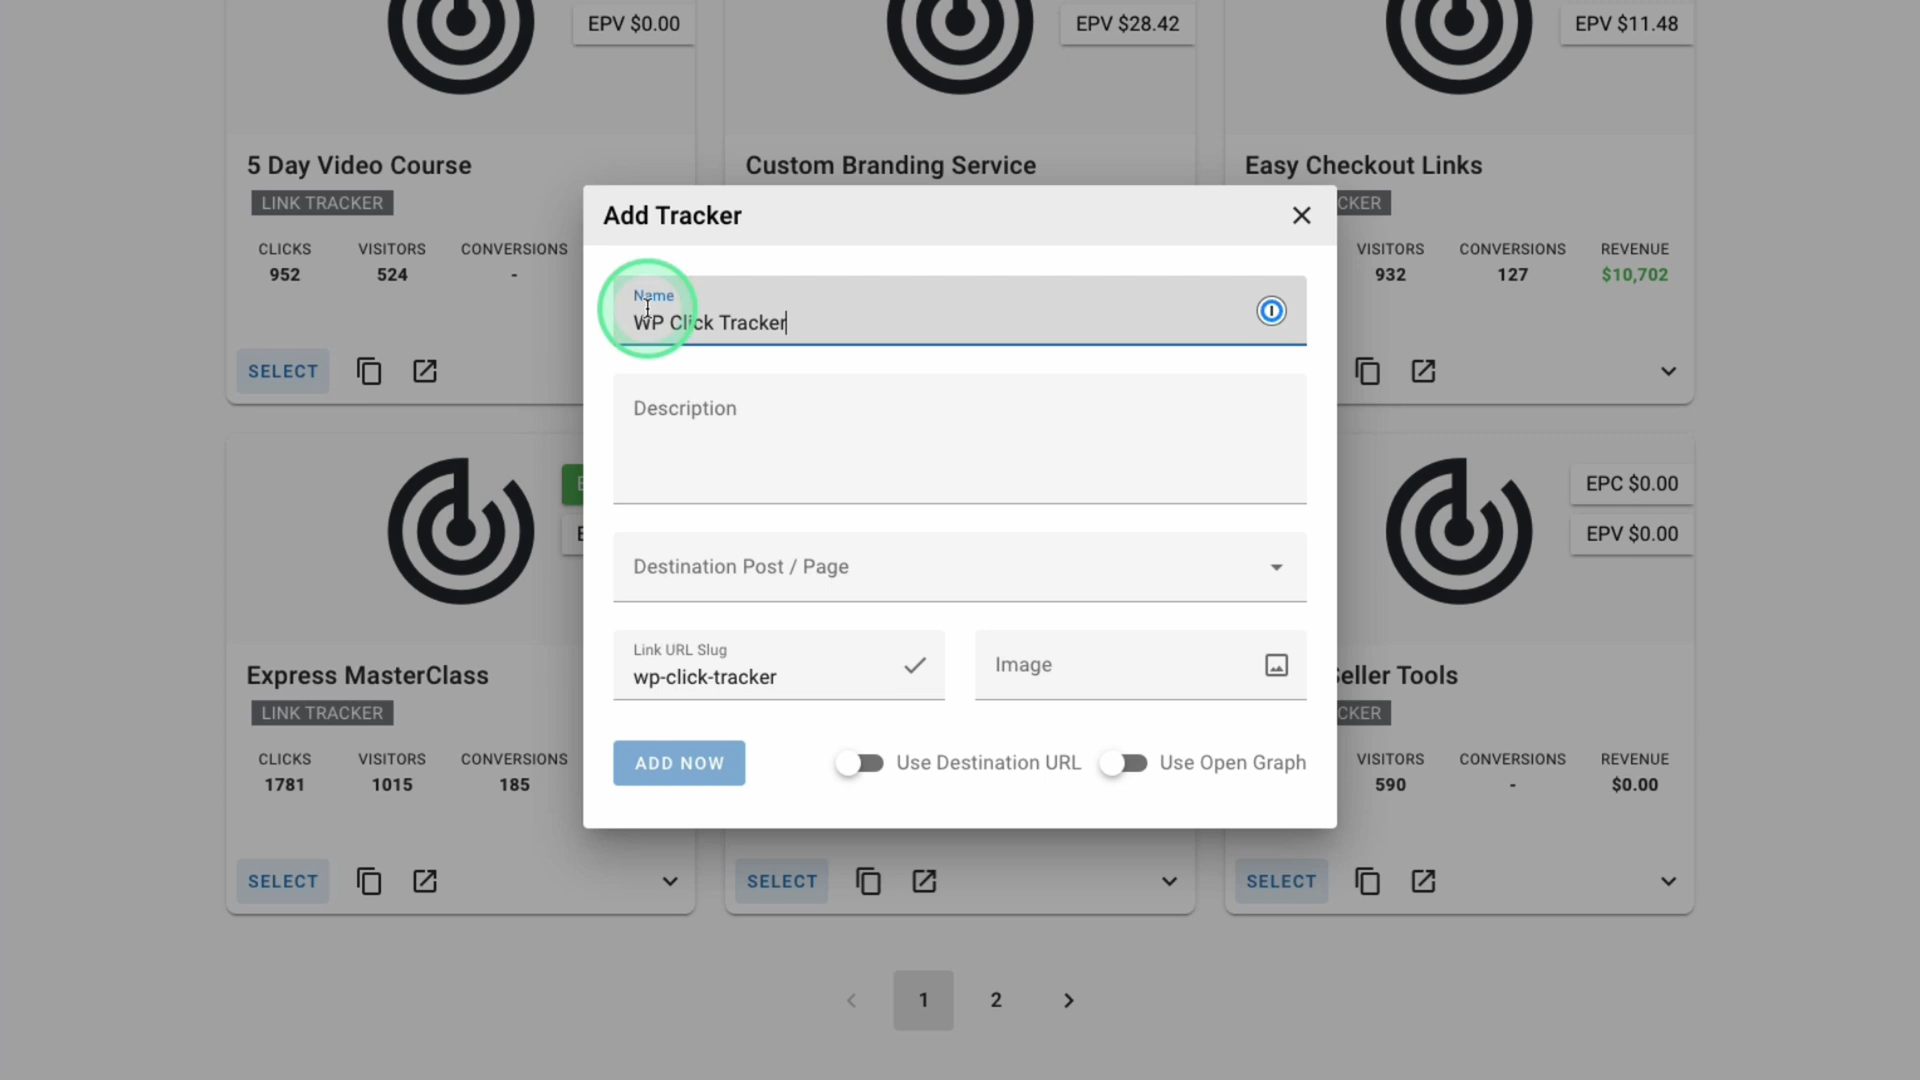 EPV $0.00
EPV $28.42
EPV $11.48
5 Day Video Course
Custom Branding Service
Easy Checkout Links
LINK TRACKER
CKER
CLICKS VISITORS CONVERSIONS
952 524 -
VISITORS CONVERSIONS REVENUE
932 127 $10,702
SELECT
Add Tracker
Name
WP Click Tracker
Description
Destination Post / Page
Link URL Slug
wp-click-tracker
Image
ADD NOW
Use Destination URL
Use Open Graph
EPC $0.00
EPV $0.00
Express MasterClass
Seller Tools
LINK TRACKER
CKER
CLICKS VISITORS CONVERSIONS
1781 1015 185
VISITORS CONVERSIONS REVENUE
590 - $0.00
SELECT
SELECT
SELECT
1 2